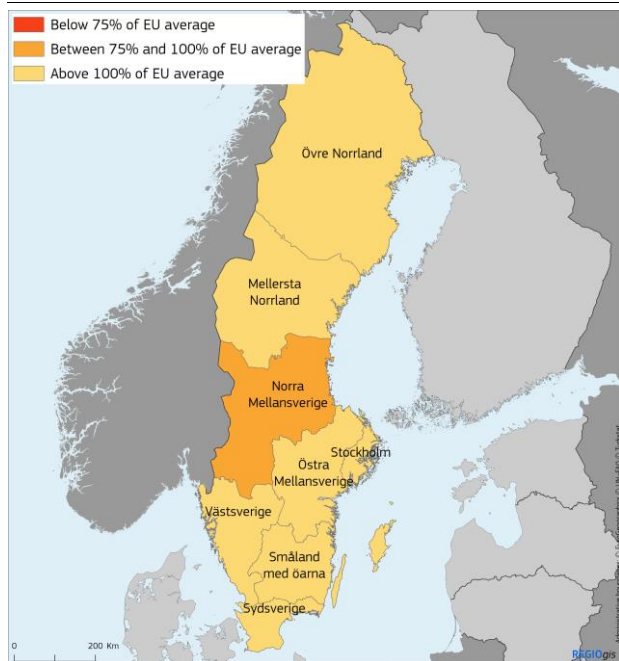 Below 75% of EU average
Between 75% and 100% of EU average
Above 100% of EU average
Övre Norrland
Mellersta
Norrland
Norra
Mellansverige
Stockholm
Östra
Mellansverige
Västsverige
Småland
med öarna
Sydsverige
0
200 Km
REGIOgis